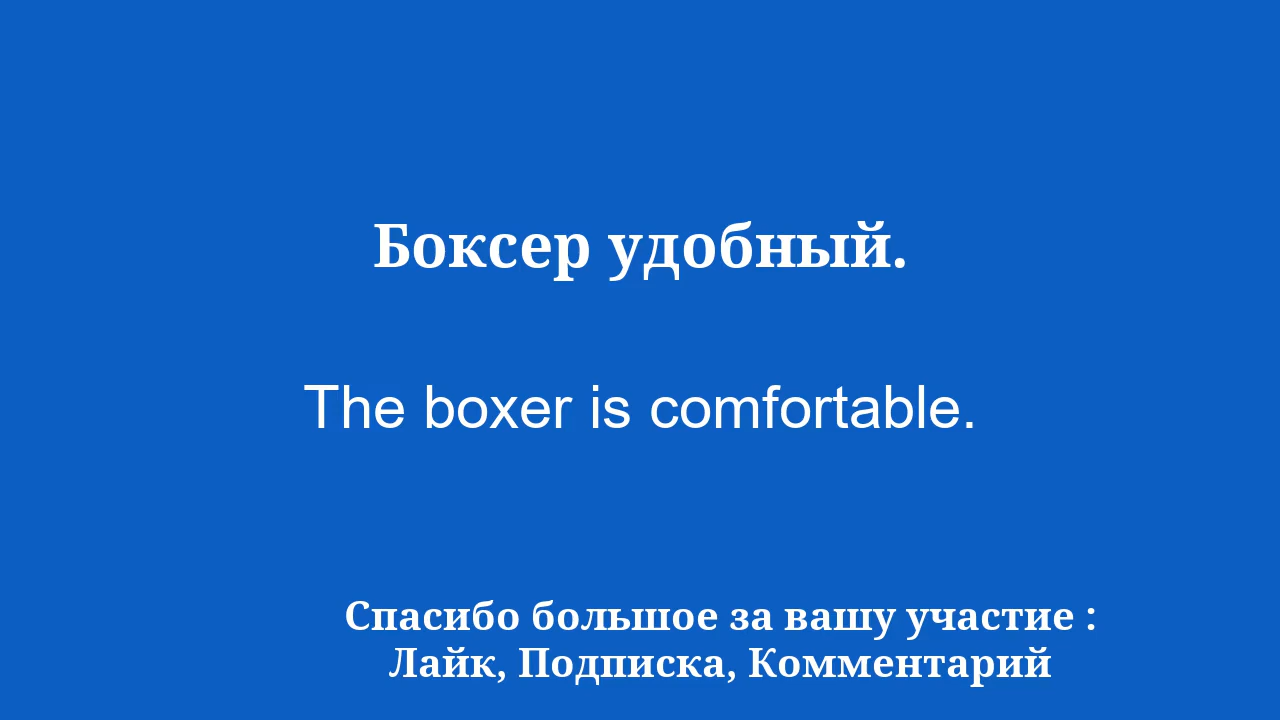 Боксер удобный.
The boxer is comfortable.
Спасибо большое за вашу участие :
Лайк, Подписка, Комментарий